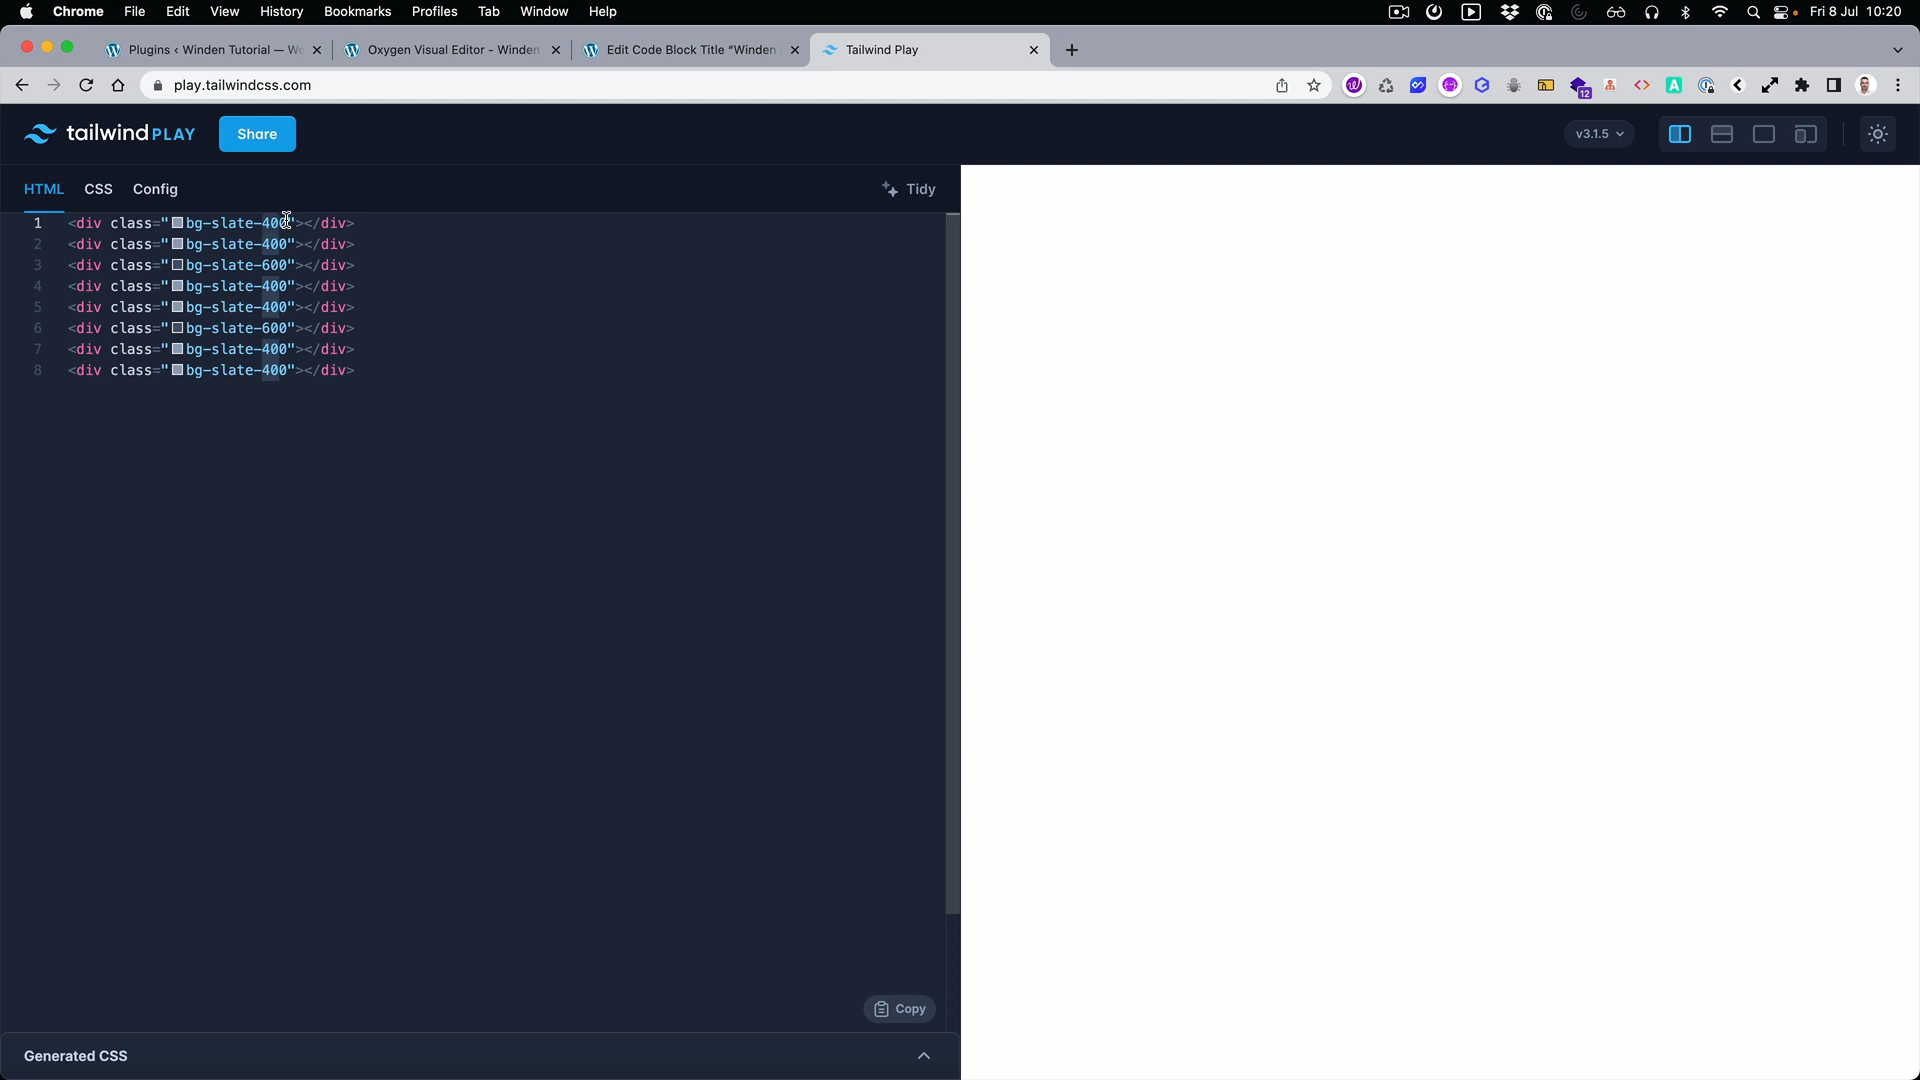 Chrome File Edit View History Bookmarks Profiles Tab Window Help Fri 8 Jul 10:20
Plugins ‹ Winden Tutorial — Wo Oxygen Visual Editor - Winden Edit Code Block Title “Winden Tailwind Play
play.tailwindcss.com 12
tailwind PLAY Share v3.1.5
HTML CSS Config Tidy
1 <div class="bg-slate-400"></div>
2 <div class="bg-slate-400"></div>
3 <div class="bg-slate-600"></div>
4 <div class="bg-slate-400"></div>
5 <div class="bg-slate-400"></div>
6 <div class="bg-slate-600"></div>
7 <div class="bg-slate-400"></div>
8 <div class="bg-slate-400"></div>
Copy
Generated CSS